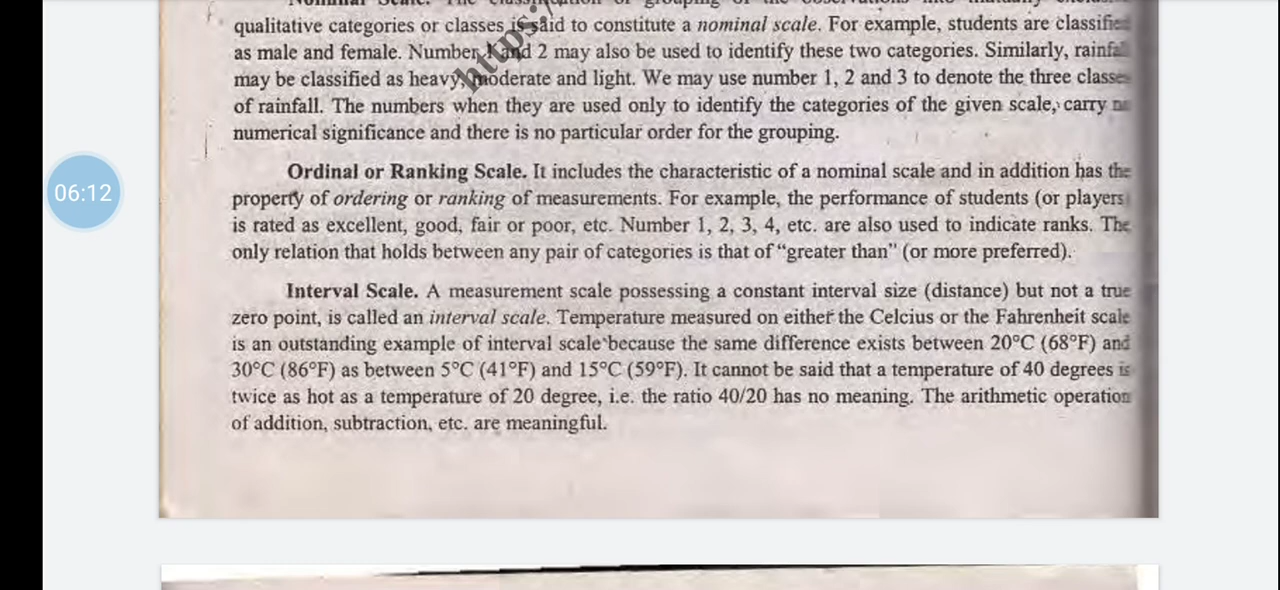 qualitative categories or classes is said to constitute a nominal scale. For example, students are
as male and female. Number 1 and 2 may also be used to identify these two categories. Similarly,
may be classified as heavy, moderate and light. We may use number 1, 2 and 3 to denote the three
of rainfall. The numbers when they are used only to identify the categories of the given scale, carry
numerical significance and there is no particular order for the grouping.
Ordinal or Ranking Scale. It includes the characteristic of a nominal scale and in addition has the
property of ordering or ranking of measurements. For example, the performance of students (or players
is rated as excellent, good, fair or poor, etc. Number 1, 2, 3, 4, etc. are also used to indicate ranks. The
only relation that holds between any pair of categories is that of “greater than” (or more preferred).
Interval Scale. A measurement scale possessing a constant interval size (distance) but not a true
zero point, is called an interval scale. Temperature measured on either the Celcius or the Fahrenheit scale
is an outstanding example of interval scale because the same difference exists between 20°C (68°F) and
30°C (86°F) as between 5°C (41°F) and 15°C (59°F). It cannot be said that a temperature of 40 degrees is
twice as hot as a temperature of 20 degree, i.e. the ratio 40/20 has no meaning. The arithmetic operation
of addition, subtraction, etc. are meaningful.
06:12
https: